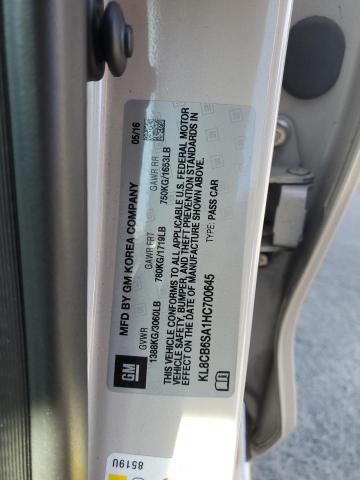 MFD BY GM KOREA COMPANY
05/16
GM
GVWR
GAWR FRT
GAWR RR
1388KG/3060LB
780KG/1719LB
750KG/1653LB
THIS VEHICLE CONFORMS TO ALL APPLICABLE U.S. FEDERAL MOTOR
VEHICLE SAFETY, BUMPER, AND THEFT PREVENTION STANDARDS IN
EFFECT ON THE DATE OF MANUFACTURE SHOWN ABOVE.
KL8CB6SA1HC700645
TYPE: PASS CAR
8519U